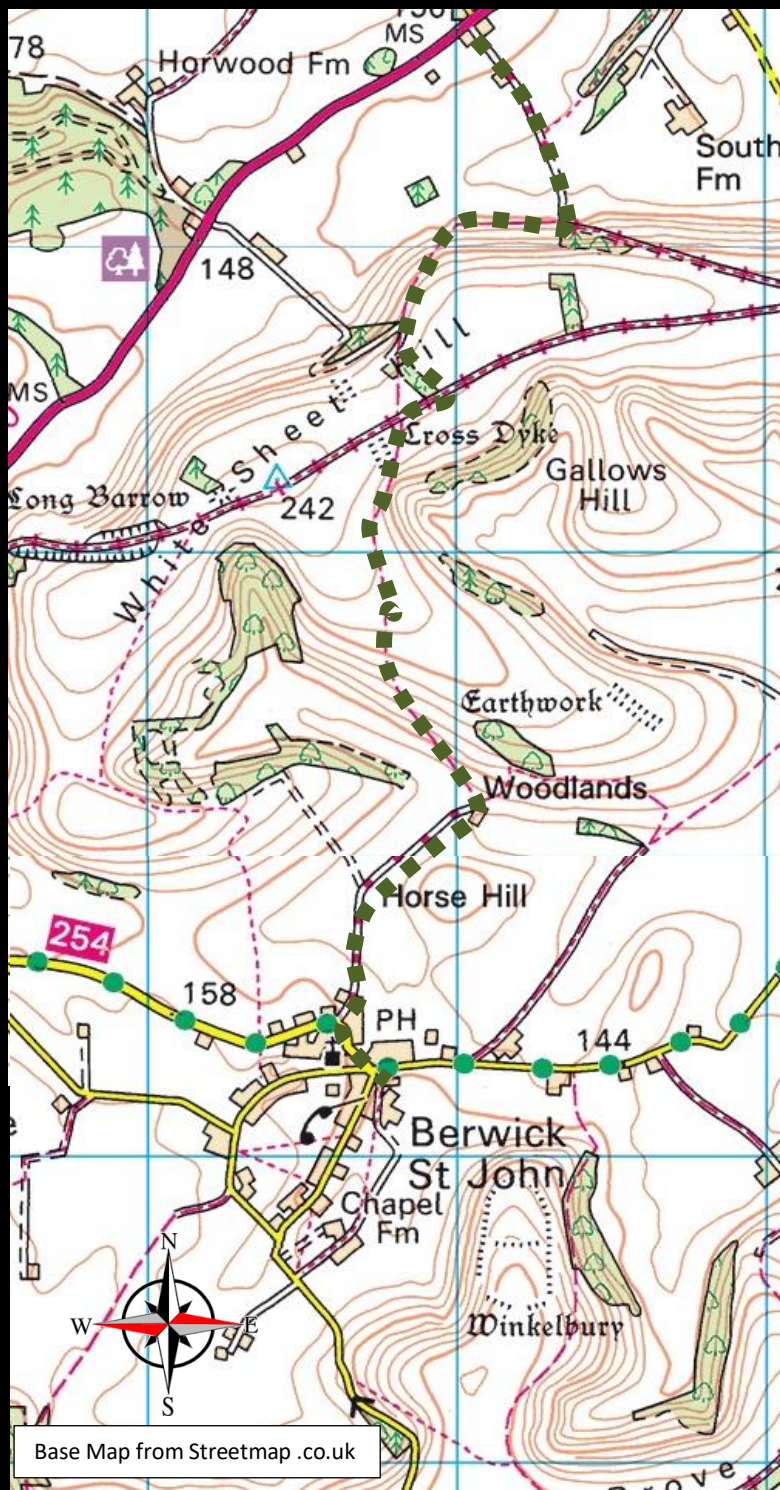 MS
78
Horwood Fm
South
Fm
148
MS
White Sheet Hill
Cross Dyke
Gallows
Hill
Long Barrow
242
Earthwork
Woodlands
Horse Hill
254
158
PH
144
Berwick
St John
Chapel
Fm
N
W
E
S
Winkelbury
Base Map from Streetmap .co.uk